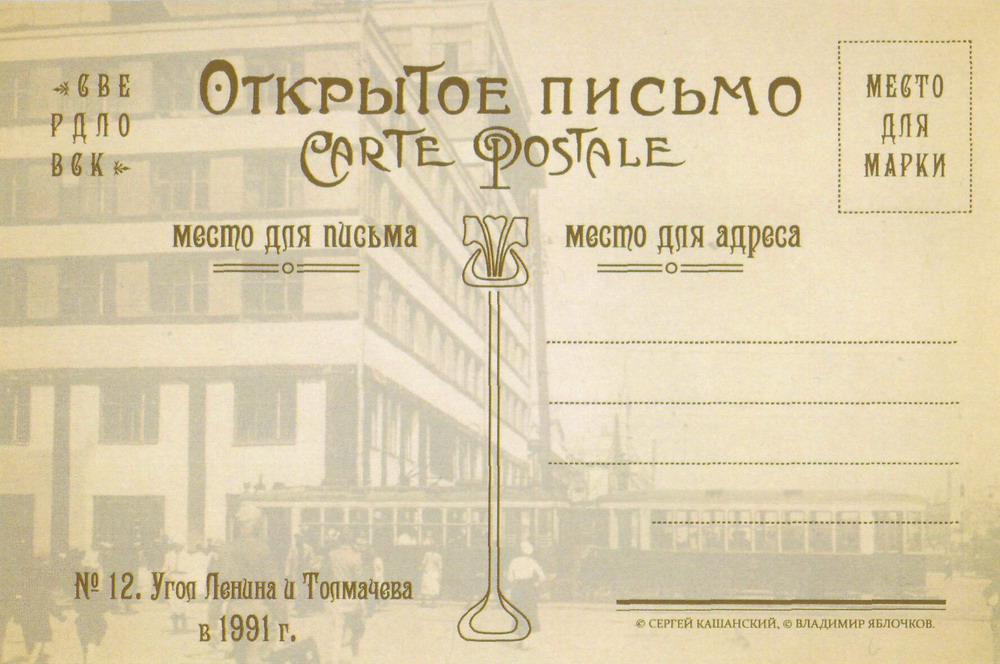 СВЕ
РДЛО
ВСК
Открытое письмо
Carte Postale
МЕСТО
ДЛЯ
МАРКИ
место для письма
место для адреса
№ 12. Угол Ленина и Толмачева
в 1991 г.
© СЕРГЕЙ КАШАНСКИЙ, © ВЛАДИМИР ЯБЛОЧКОВ.